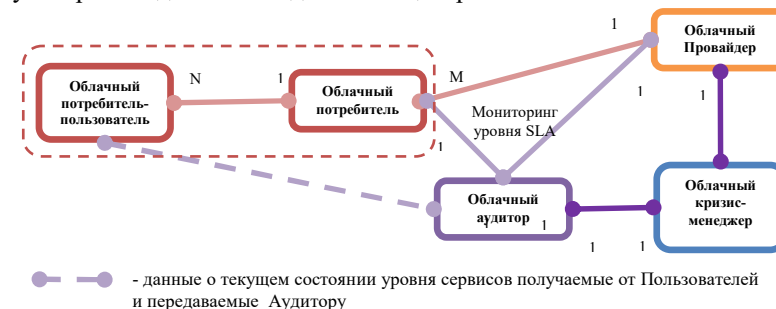 1
Облачный
Провайдер
Облачный
потребитель-
пользователь
N
1
Облачный
потребитель
M
1
1
Мониторинг
уровня SLA
1
Облачный
аудитор
1
1
1
1
Облачный
кризис-
менеджер
- данные о текущем состоянии уровня сервисов получаемые от Пользователей
и передаваемые Аудитору